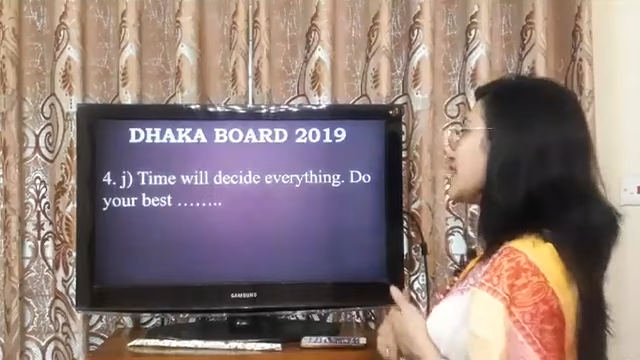 DHAKA BOARD 2019
4. j) Time will decide everything. Do
your best ……..
SAMSUNG